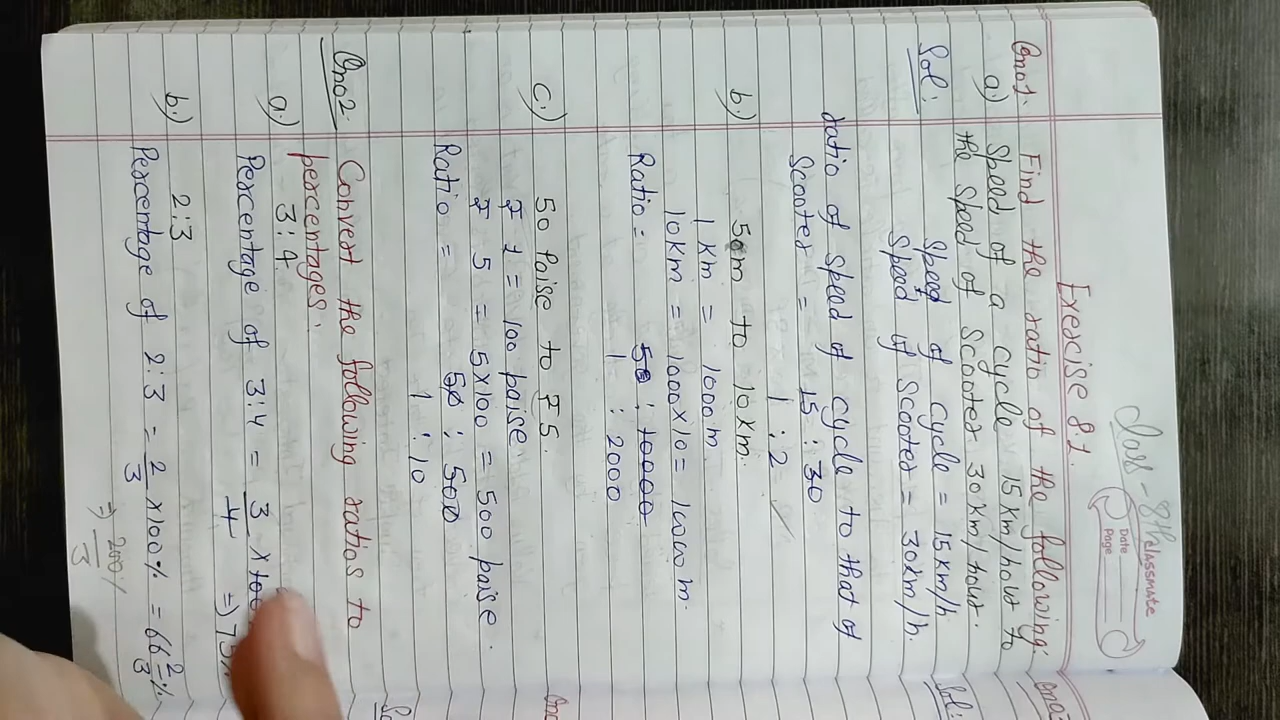 Class - 8th
classmate
Date
Page
Exercise 8.1.
Qno1. Find the ratio of the following:
a.) Speed of a cycle 15 km/hour to
the speed of scooter 30 km/hour.
Sol: Speed of cycle = 15 km/h
Speed of scooter = 30 km/h.
ratio of speed of cycle to that of
Scooter = 15 : 30
1 : 2
b.) 5 m to 10 km.
1 km = 1000 m
10 km = 1000 x 10 = 10000 m.
Ratio = 5 : 10000
1 : 2000
c.) 50 Paise to ₹ 5.
₹ 1 = 100 paise
₹ 5 = 5 x 100 = 500 paise.
Ratio = 50 : 500
1 : 10
Qno2. Convert the following ratios to
percentages.
a.) 3:4
Percentage of 3:4 = 3/4 x 100
=> 75%
b.) 2:3
Percentage of 2:3 = 2/3 x 100% = 66 2/3 %
=> 200/3 %
Qno
Sol: